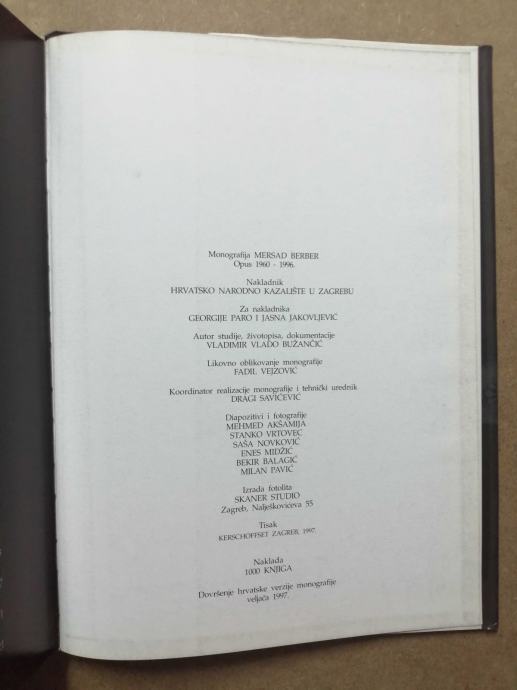 Monografija MERSAD BERBER
Opus 1960 - 1996.
Nakladnik
HRVATSKO NARODNO KAZALIŠTE U ZAGREBU
Za nakladnika
GEORGIJE PARO I JASNA JAKOVLJEVIĆ
Autor studije, životopisa, dokumentacije
VLADIMIR VLADO BUŽANČIĆ
Likovno oblikovanje monografije
FADIL VEJZOVIĆ
Koordinator realizacije monografije i tehnički urednik
DRAGI SAVIĆEVIĆ
Diapozitivi i fotografije
MEHMED AKŠAMIJA
STANKO VRTOVEC
SAŠA NOVKOVIĆ
ENES MIDŽIĆ
BEKIR BALAGIĆ
MILAN PAVIĆ
Izrada fotolita
SKANER STUDIO
Zagreb, Nalješkovićeva 55
Tisak
KERSCHOFFSET ZAGREB, 1997.
Naklada
1000 KNJIGA
Dovršenje hrvatske verzije monografije
veljača 1997.